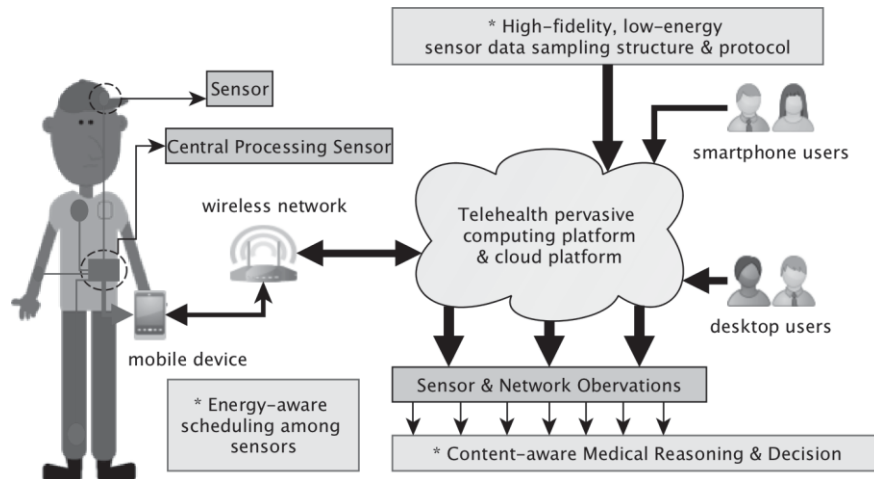 * High-fidelity, low-energy
sensor data sampling structure & protocol
Sensor
Central Processing Sensor
smartphone users
wireless network
Telehealth pervasive
computing platform
& cloud platform
desktop users
mobile device
Sensor & Network Obervations
* Energy-aware
scheduling among
sensors
* Content-aware Medical Reasoning & Decision